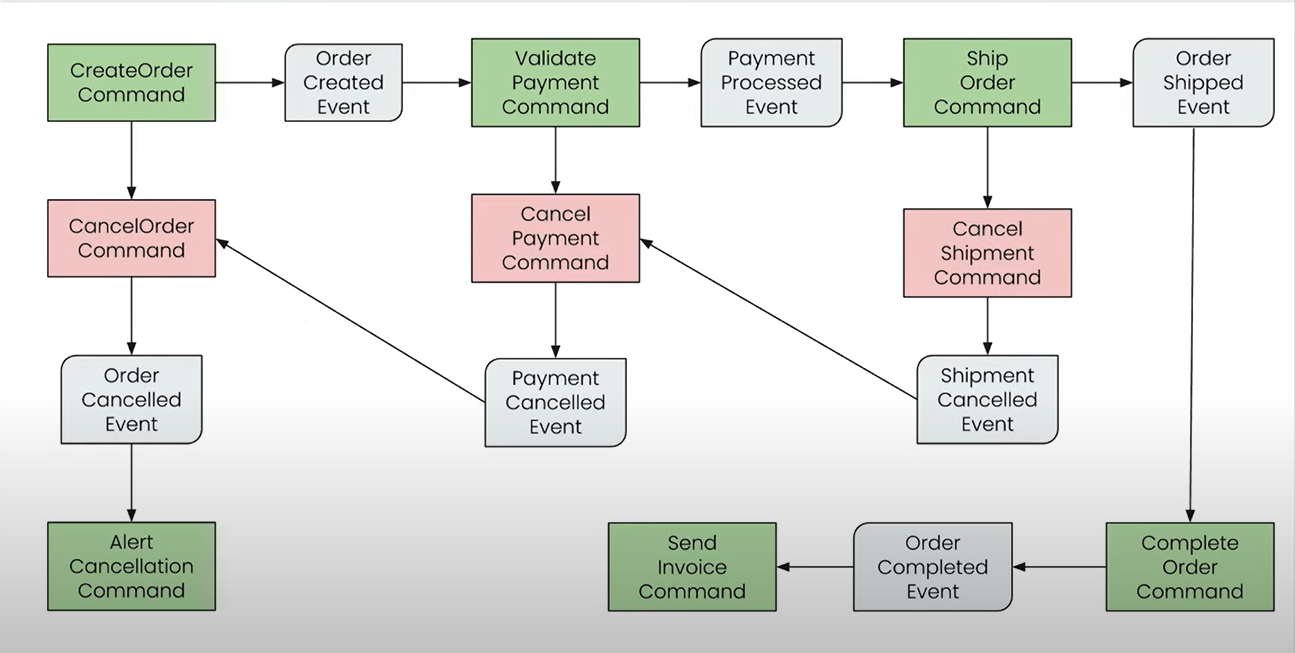 CreateOrder
Command
Order
Created
Event
Validate
Payment
Command
Payment
Processed
Event
Ship
Order
Command
Order
Shipped
Event
CancelOrder
Command
Cancel
Payment
Command
Cancel
Shipment
Command
Order
Cancelled
Event
Payment
Cancelled
Event
Shipment
Cancelled
Event
Alert
Cancellation
Command
Send
Invoice
Command
Order
Completed
Event
Complete
Order
Command